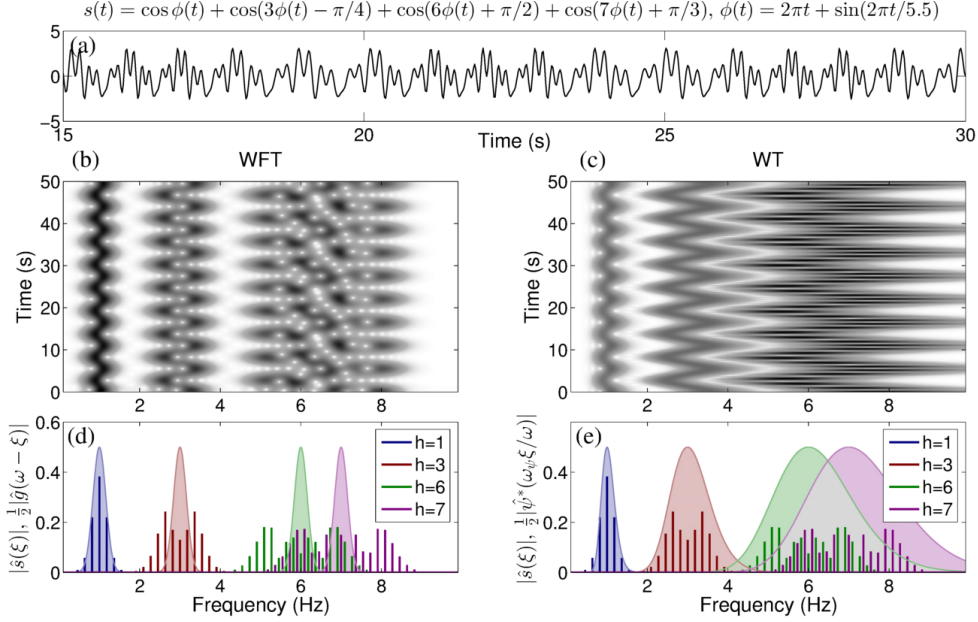 s(t) = cos ϕ(t) + cos(3ϕ(t) − π/4) + cos(6ϕ(t) + π/2) + cos(7ϕ(t) + π/3), ϕ(t) = 2πt + sin(2πt/5.5)
(a)
5
0
−5
15 20 25 30
Time (s)
(b) WFT
50
40
30
20
10
0
Time (s)
2 4 6 8
(c) WT
50
40
30
20
10
0
Time (s)
2 4 6 8
(d)
0.6
0.4
0.2
0
|ŝ(ξ)|, ½|ĝ(ω − ξ)|
h=1
h=3
h=6
h=7
2 4 6 8
Frequency (Hz)
(e)
0.6
0.4
0.2
0
|ŝ(ξ)|, ½|ψ̂*(ω_ψξ/ω)|
h=1
h=3
h=6
h=7
2 4 6 8
Frequency (Hz)